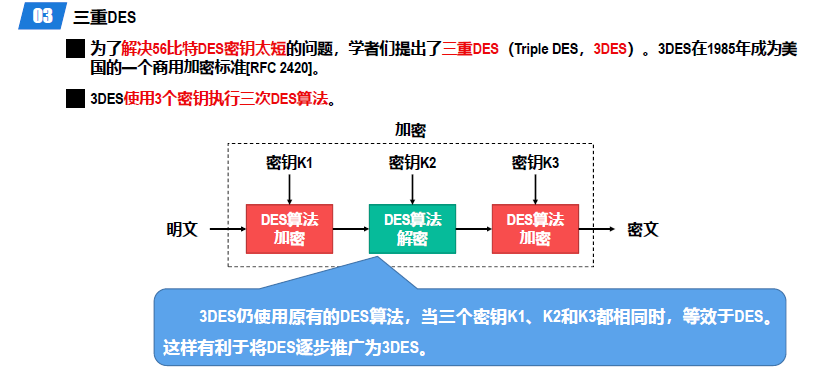 03 三重DES
为了解决56比特DES密钥太短的问题，学者们提出了三重DES（Triple DES，3DES）。3DES在1985年成为美
国的一个商用加密标准[RFC 2420]。
3DES使用3个密钥执行三次DES算法。
加密
密钥K1 密钥K2 密钥K3
明文 DES算法 加密 DES算法 解密 DES算法 加密 密文
3DES仍使用原有的DES算法，当三个密钥K1、K2和K3都相同时，等效于DES。
这样有利于将DES逐步推广为3DES。